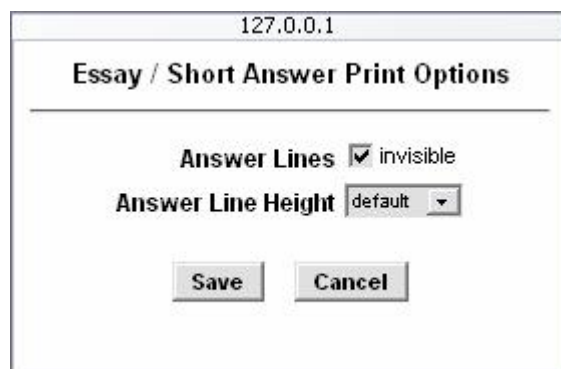 127.0.0.1
Essay / Short Answer Print Options
Answer Lines invisible
Answer Line Height default
Save Cancel